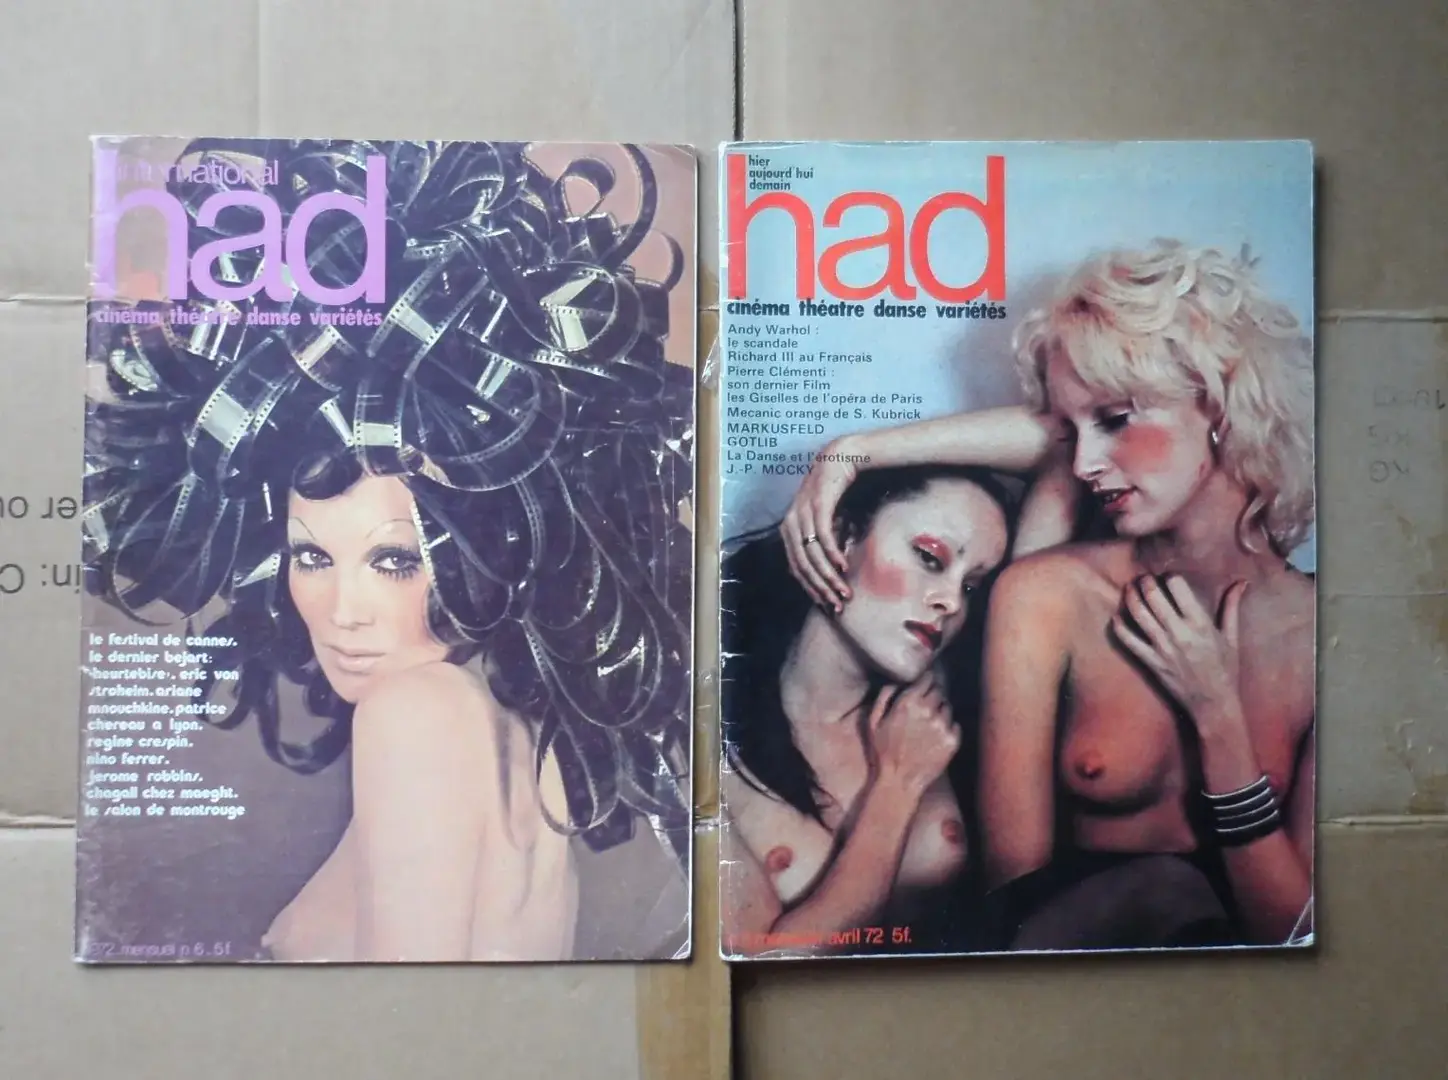 international
had
cinéma théatre danse variétés
le festival de cannes.
le dernier bejart:
"heurtebise". eric von
stroheim. ariane
mnouchkine. patrice
chereau a lyon.
regine crespin.
nino ferrer.
jerome robbins.
chagall chez maeght.
le salon de montrouge
972 mensuel n 6. 5f
hier
aujourd'hui
demain
had
cinéma théatre danse variétés
Andy Warhol :
le scandale
Richard III au Français
Pierre Clémenti :
son dernier Film
les Giselles de l'opéra de Paris
Mecanic orange de S. Kubrick
MARKUSFELD
GOTLIB
La Danse et l'érotisme
J.-P. MOCKY
avril 72 5f.